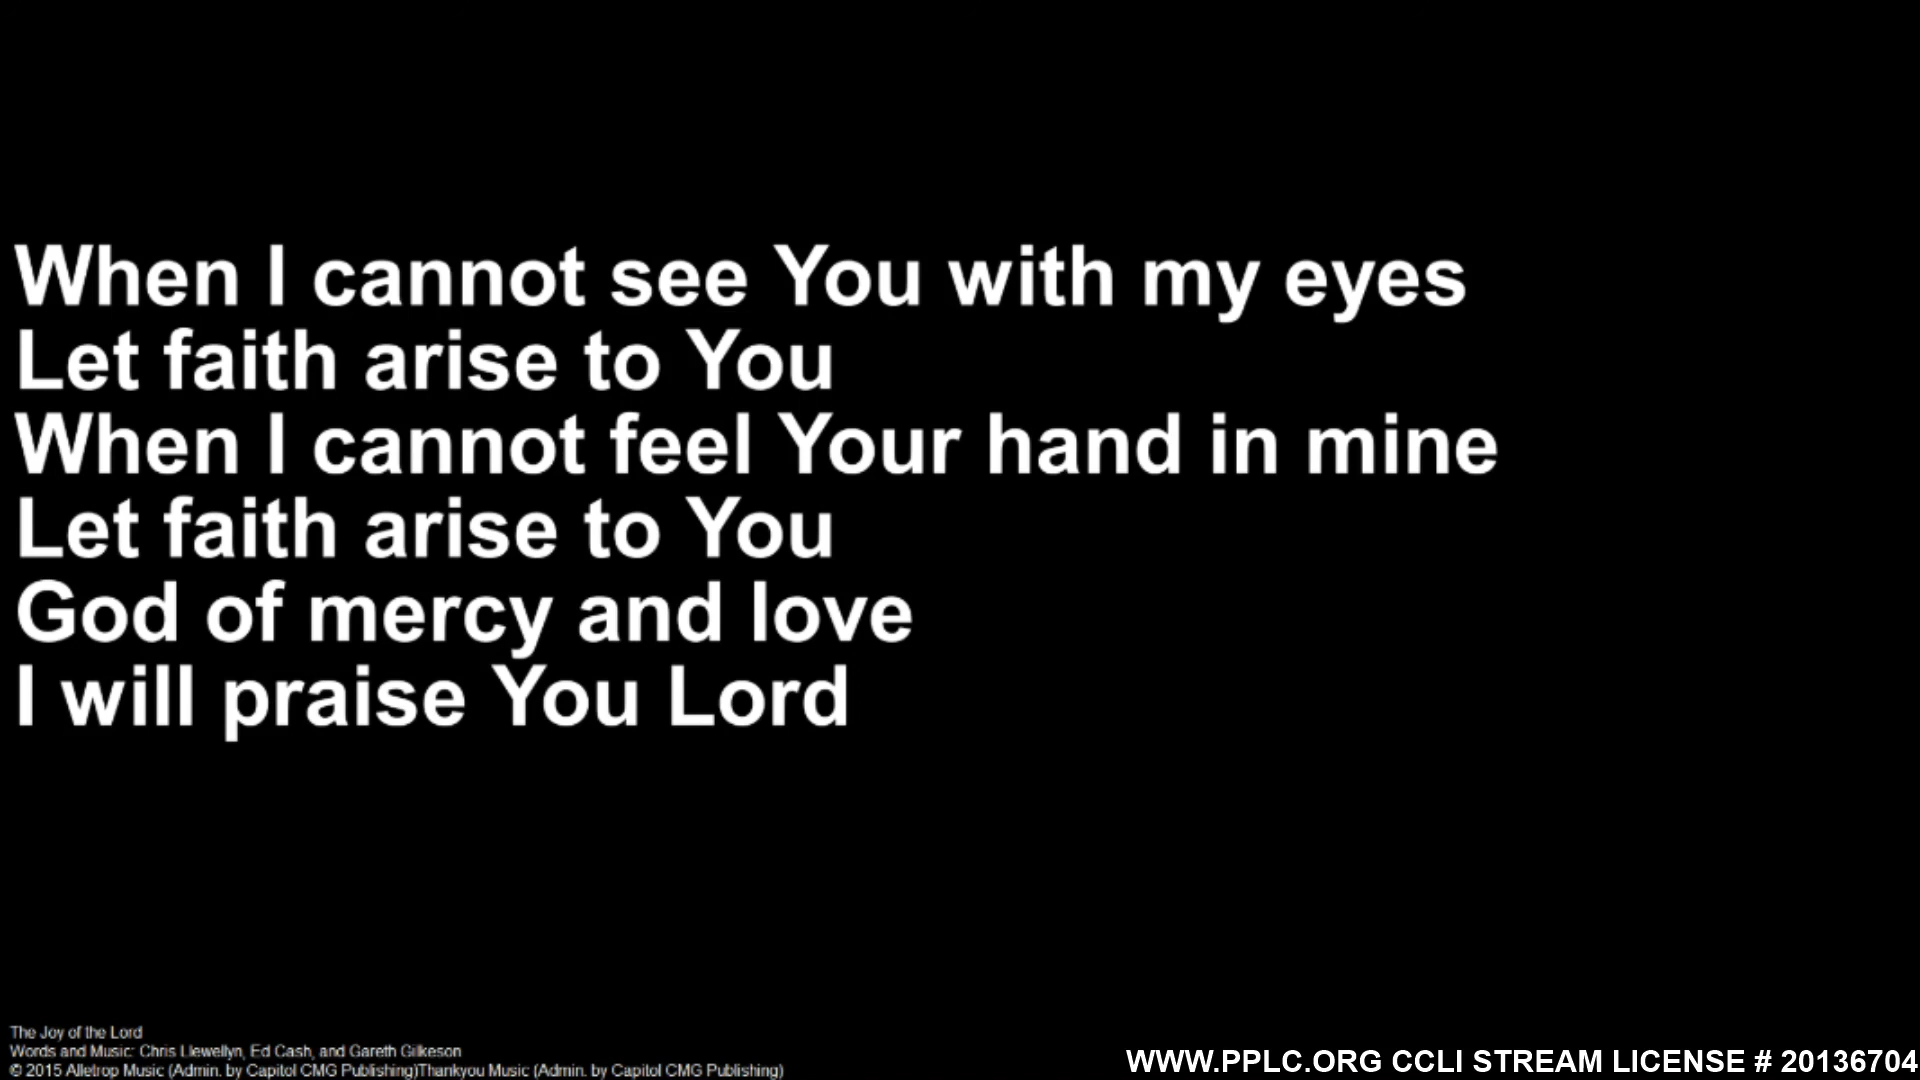 When I cannot see You with my eyes
Let faith arise to You
When I cannot feel Your hand in mine
Let faith arise to You
God of mercy and love
I will praise You Lord
The Joy of the Lord
Words and Music: Chris Llewellyn, Ed Cash, and Gareth Gilkeson
© 2015 Alletrop Music (Admin. by Capitol CMG Publishing)Thankyou Music (Admin. by Capitol CMG Publishing)
WWW.PPLC.ORG CCLI STREAM LICENSE # 20136704